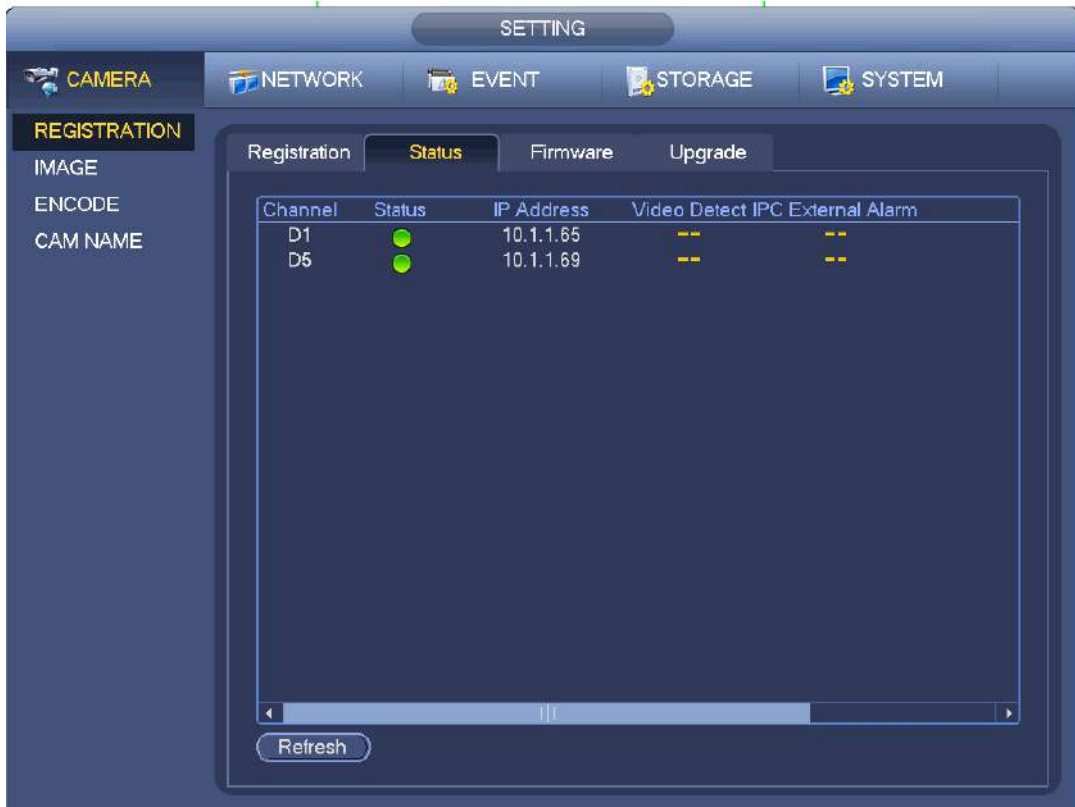 SETTING
CAMERA NETWORK EVENT STORAGE SYSTEM
REGISTRATION
IMAGE
ENCODE
CAM NAME
Registration Status Firmware Upgrade
Channel Status IP Address Video Detect IPC External Alarm
D1 10.1.1.65 -- --
D5 10.1.1.69 -- --
Refresh